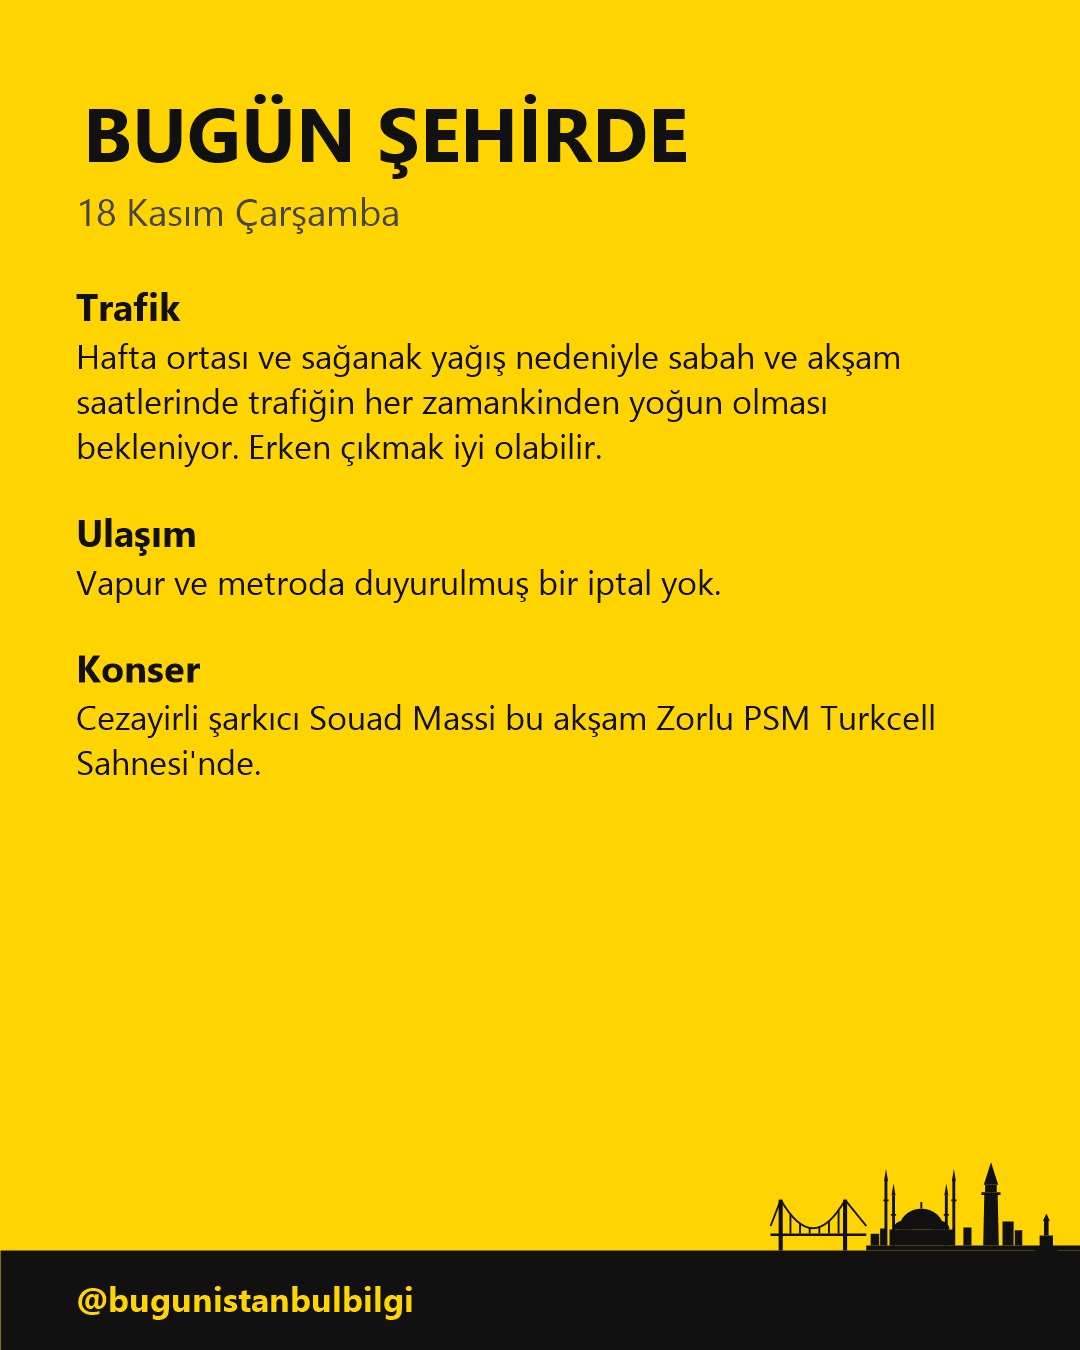 BUGÜN ŞEHİRDE
18 Kasım Çarşamba
Trafik
Hafta ortası ve sağanak yağış nedeniyle sabah ve akşam
saatlerinde trafiğin her zamankinden yoğun olması
bekleniyor. Erken çıkmak iyi olabilir.
Ulaşım
Vapur ve metroda duyurulmuş bir iptal yok.
Konser
Cezayirli şarkıcı Souad Massi bu akşam Zorlu PSM Turkcell
Sahnesi'nde.
@bugunistanbulbilgi